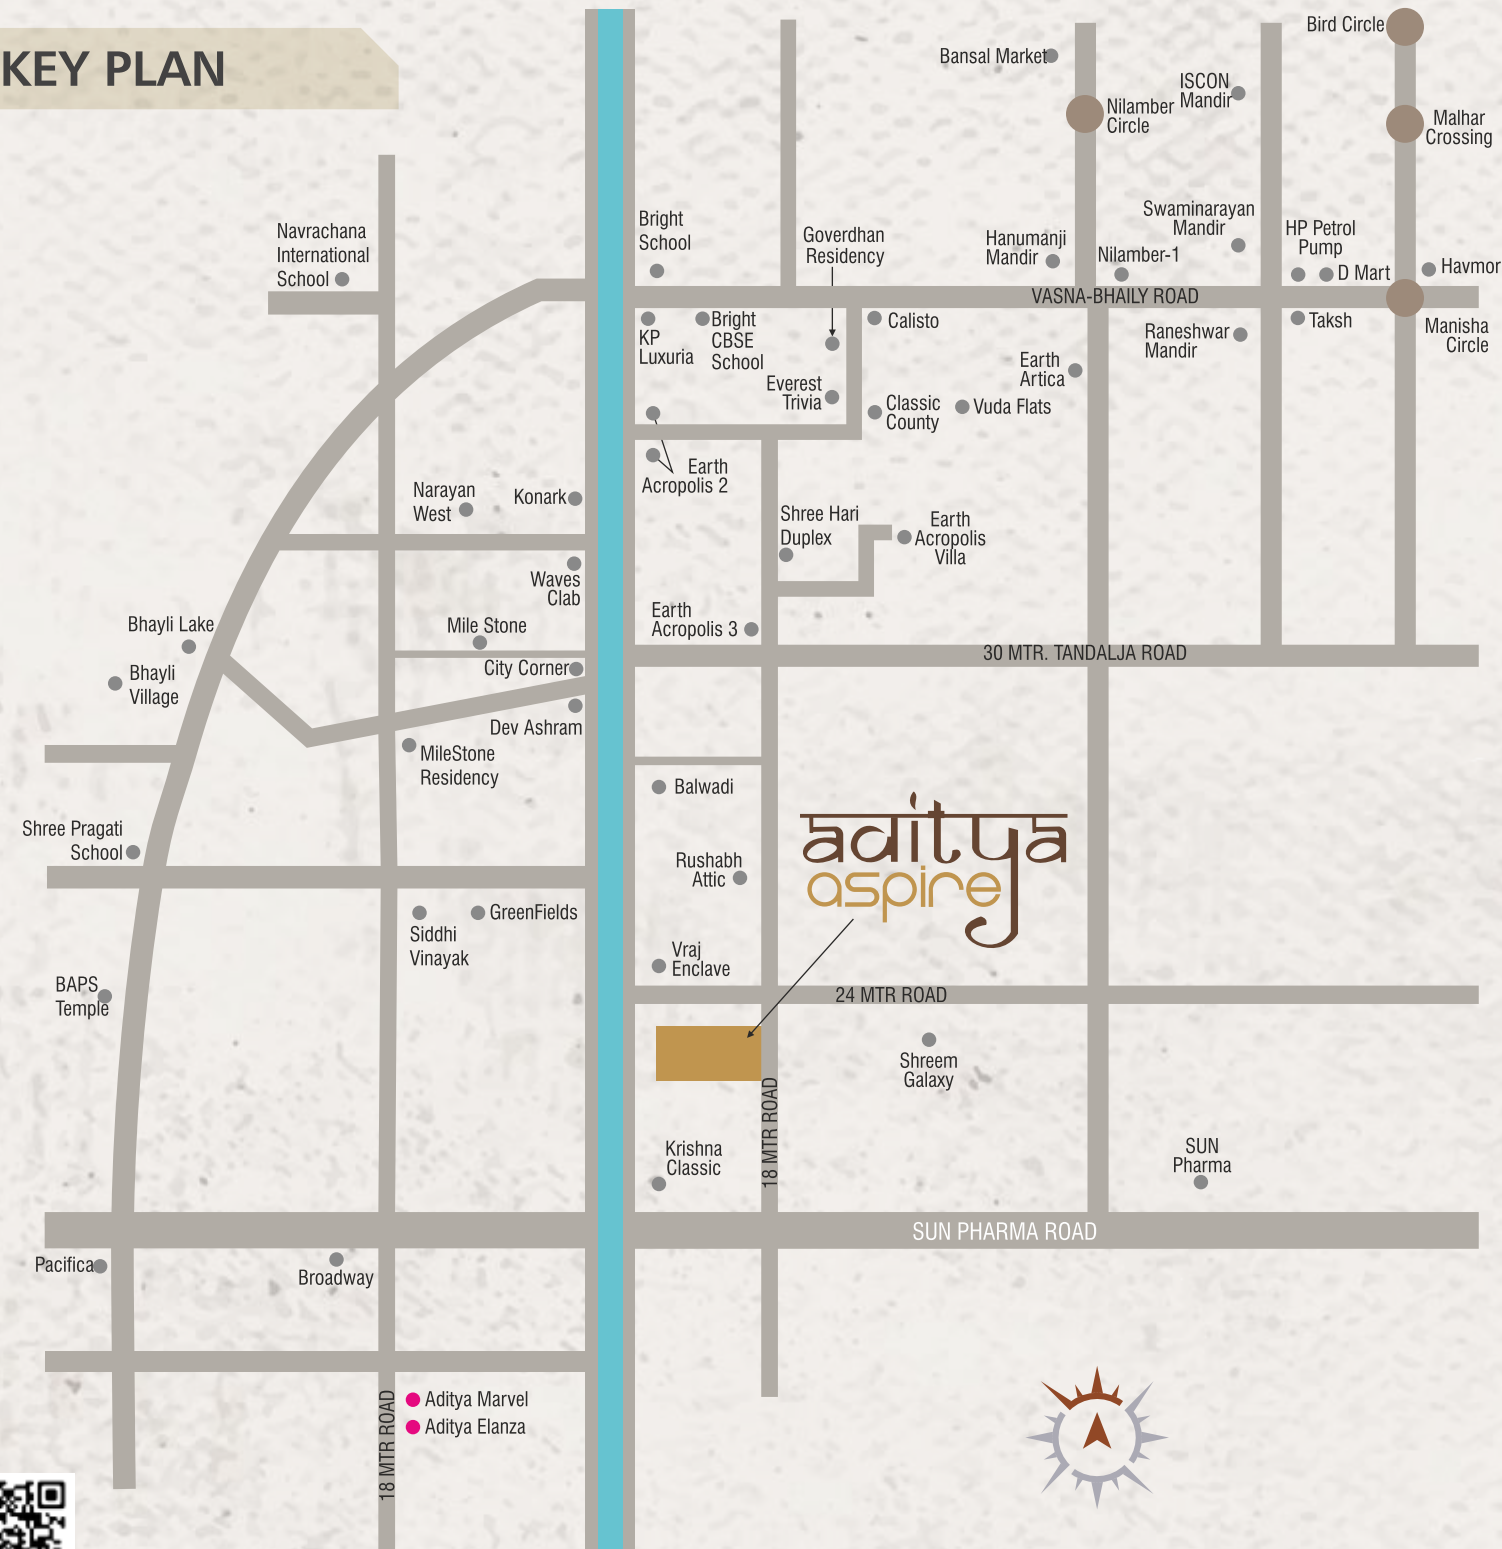 KEY PLAN
Bird Circle
Bansal Market
ISCON
Mandir
Nilamber
Circle
Malhar
Crossing
Navrachana
International
School
Bright
School
Goverdhan
Residency
Hanumanji
Mandir
Nilamber-1
Swaminarayan
Mandir
HP Petrol
Pump
D Mart
Havmor
VASNA-BHAILY ROAD
KP
Luxuria
Bright
CBSE
School
Calisto
Raneshwar
Mandir
Taksh
Manisha
Circle
Everest
Trivia
Earth
Artica
Classic
County
Vuda Flats
Earth
Acropolis 2
Narayan
West
Konark
Shree Hari
Duplex
Earth
Acropolis
Villa
Waves
Clab
Bhayli Lake
Mile Stone
Earth
Acropolis 3
30 MTR. TANDALJA ROAD
Bhayli
Village
City Corner
Dev Ashram
MileStone
Residency
Balwadi
Shree Pragati
School
Rushabh
Attic
aditya
aspire
Siddhi
Vinayak
GreenFields
Vraj
Enclave
BAPS
Temple
24 MTR ROAD
Shreem
Galaxy
18 MTR ROAD
Krishna
Classic
SUN
Pharma
SUN PHARMA ROAD
Pacifica
Broadway
18 MTR ROAD
Aditya Marvel
Aditya Elanza